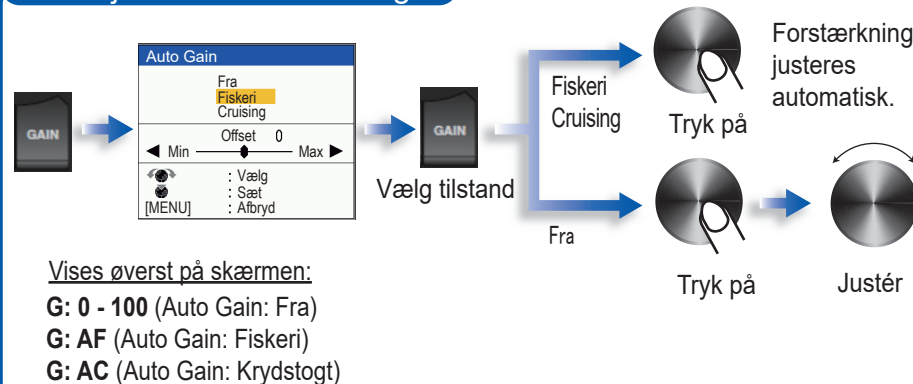 GAIN
Auto Gain
Fra
Fiskeri
Cruising
Offset 0
Min Max
: Vælg
: Sæt
[MENU] : Afbryd
GAIN
Vælg tilstand
Fiskeri
Cruising
Tryk på
Forstærkning
justeres
automatisk.
Fra
Tryk på
Justér
Vises øverst på skærmen:
G: 0 - 100 (Auto Gain: Fra)
G: AF (Auto Gain: Fiskeri)
G: AC (Auto Gain: Krydstogt)